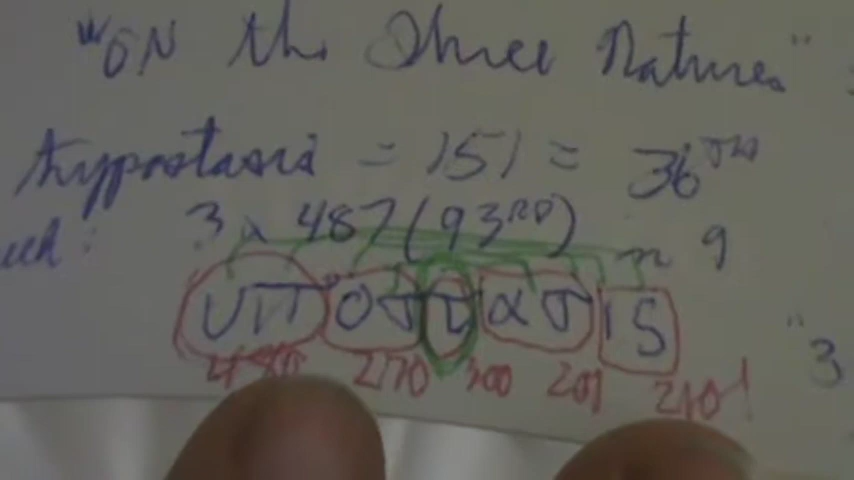 "ON the Three Natures"
Hypostasis = 151 = 36TH
3 x 487 (93RD) n 9
υπ οσ τ α σ ις
480 270 300 201 210
"3